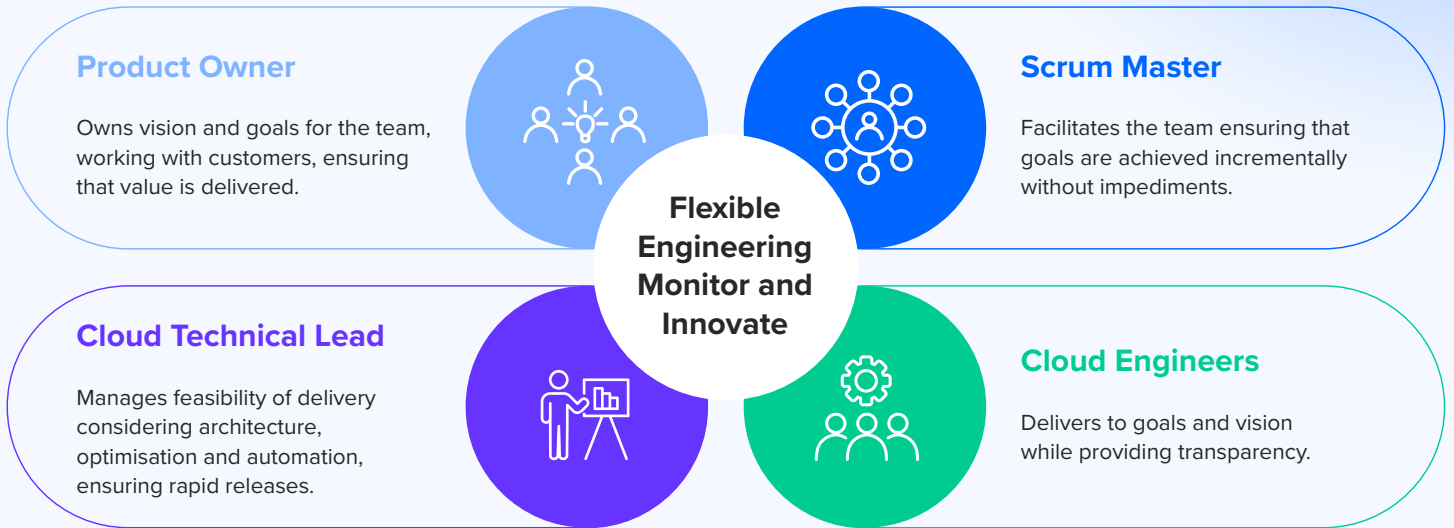 Product Owner
Owns vision and goals for the team,
working with customers, ensuring
that value is delivered.
Scrum Master
Facilitates the team ensuring that
goals are achieved incrementally
without impediments.
Flexible
Engineering
Monitor and
Innovate
Cloud Technical Lead
Manages feasibility of delivery
considering architecture,
optimisation and automation,
ensuring rapid releases.
Cloud Engineers
Delivers to goals and vision
while providing transparency.